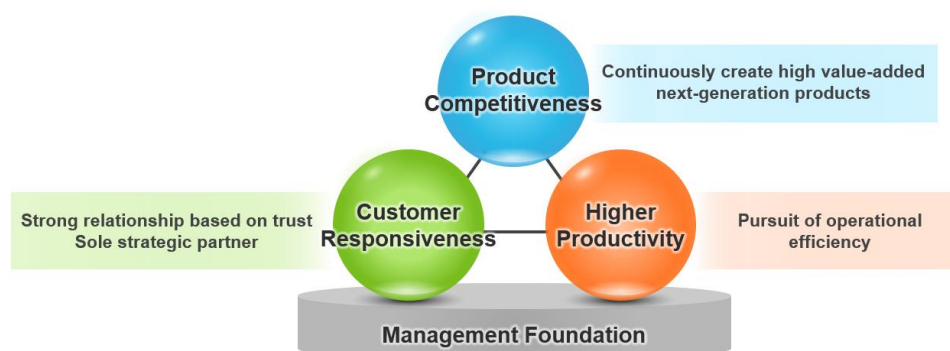 Product
Competitiveness
Continuously create high value-added
next-generation products
Customer
Responsiveness
Strong relationship based on trust
Sole strategic partner
Higher
Productivity
Pursuit of operational
efficiency
Management Foundation